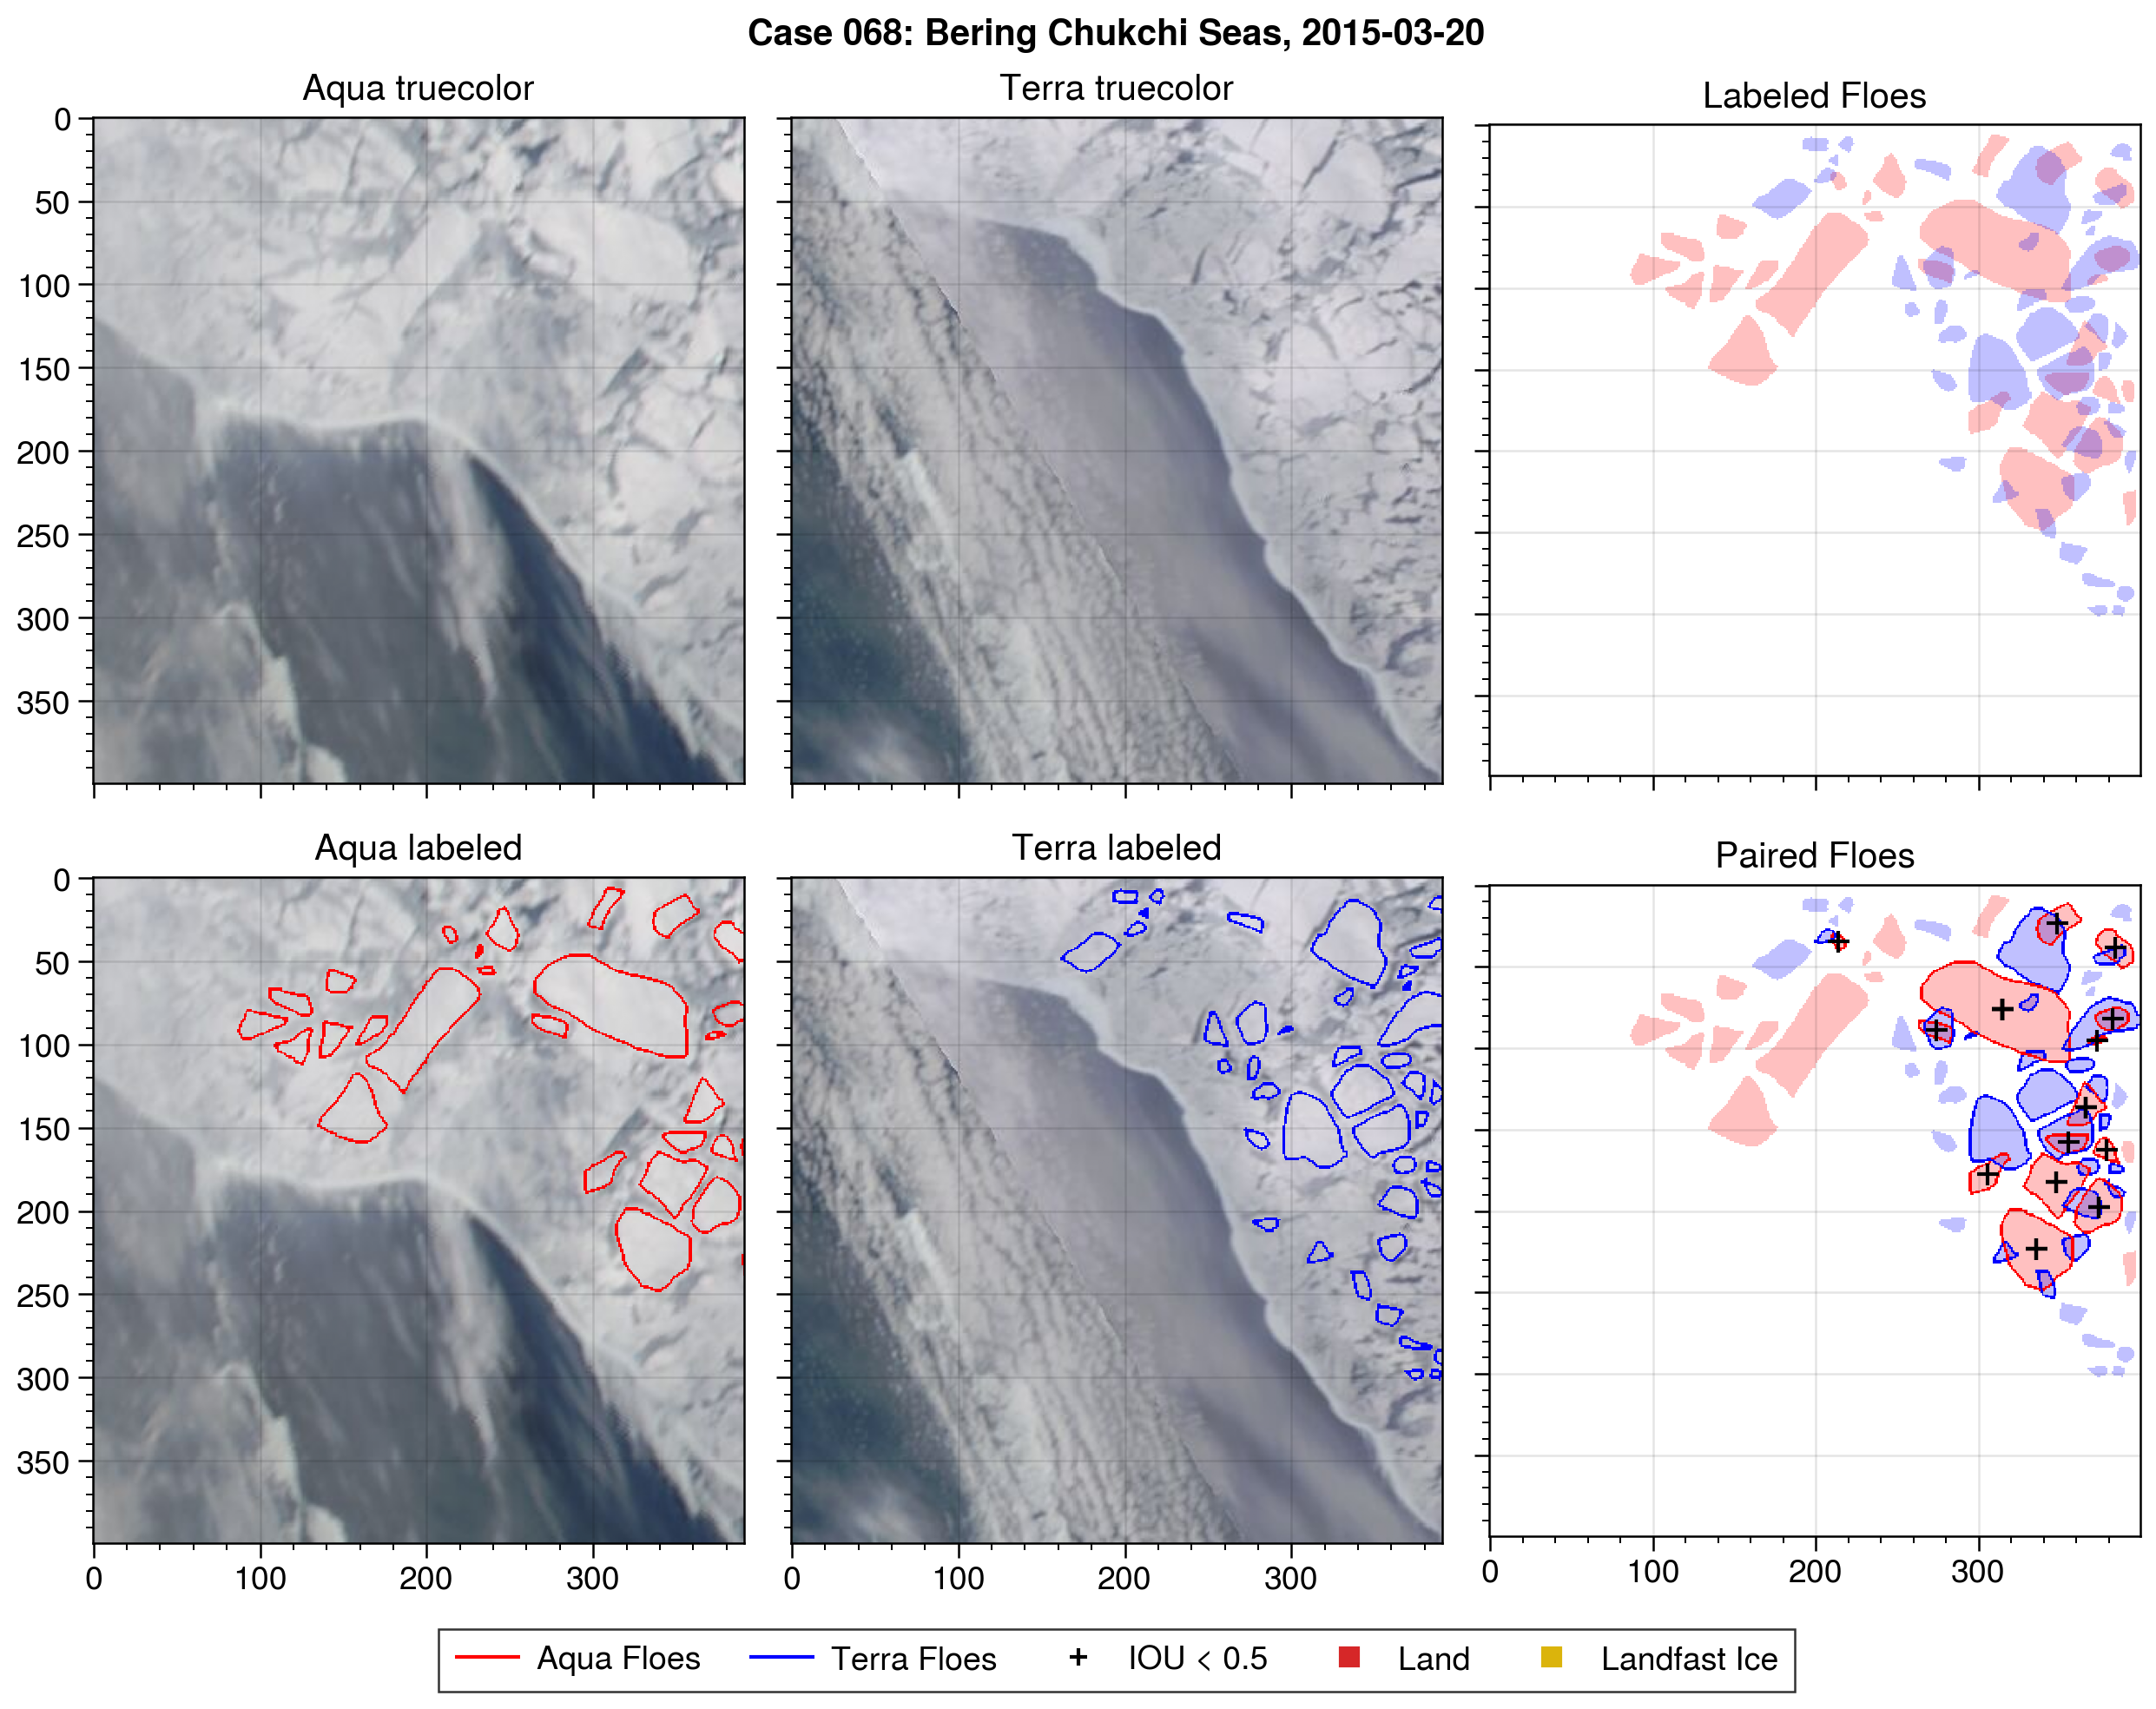 Case 068: Bering Chukchi Seas, 2015-03-20
Aqua truecolor
Terra truecolor
Labeled Floes
0
50
100
150
200
250
300
350
Aqua labeled
Terra labeled
Paired Floes
0
50
100
150
200
250
300
350
0 100 200 300
0 100 200 300
0 100 200 300
Aqua Floes Terra Floes IOU < 0.5 Land Landfast Ice